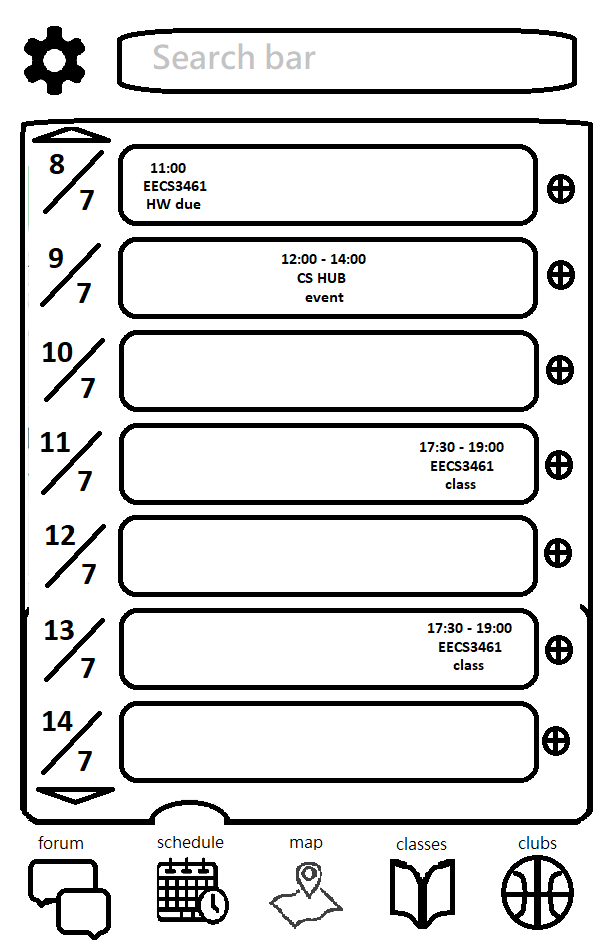 Search bar
8/7
11:00
EECS3461
HW due
9/7
12:00 - 14:00
CS HUB
event
10/7
11/7
17:30 - 19:00
EECS3461
class
12/7
13/7
17:30 - 19:00
EECS3461
class
14/7
forum schedule map classes clubs